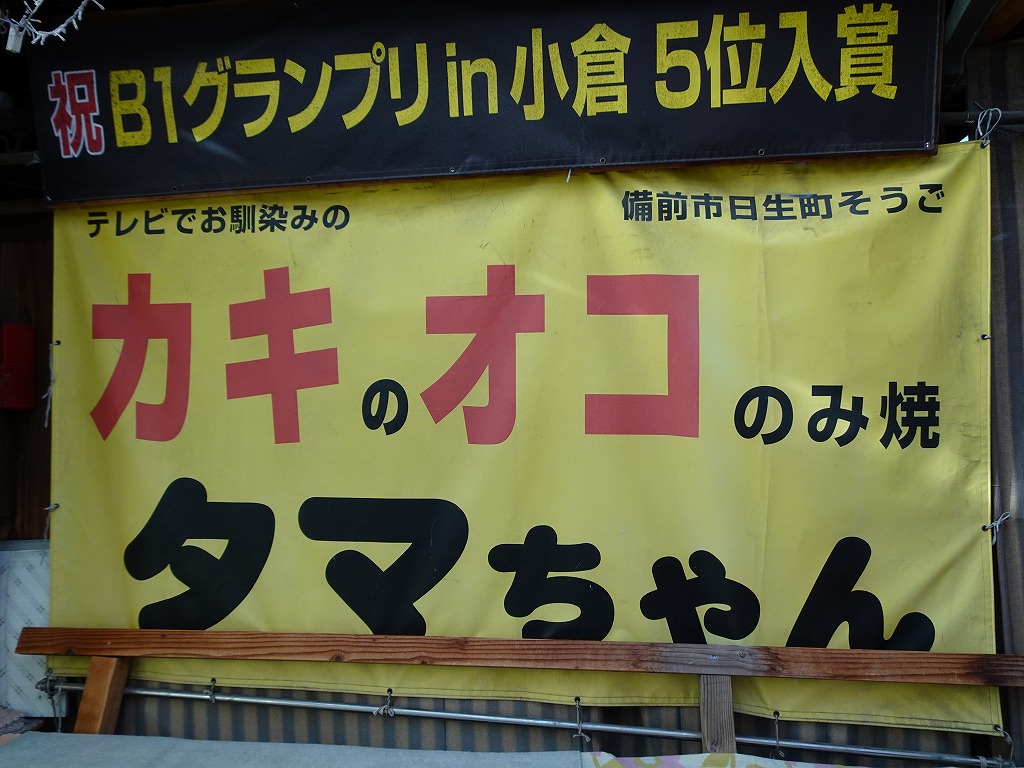 祝 B1グランプリin小倉 5位入賞
テレビでお馴染みの 備前市日生町そうご
カキのオコのみ焼
タマちゃん